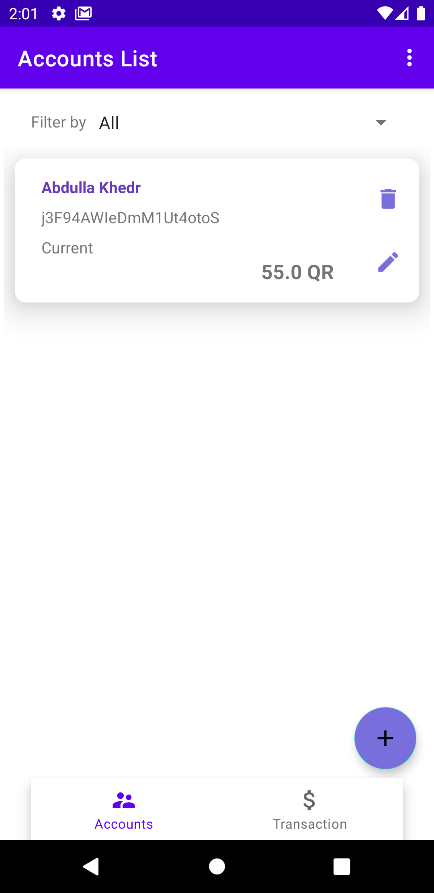 2:01
Accounts List
Filter by All
Abdulla Khedr
j3F94AWIeDmM1Ut4otoS
Current
55.0 QR
Accounts
Transaction